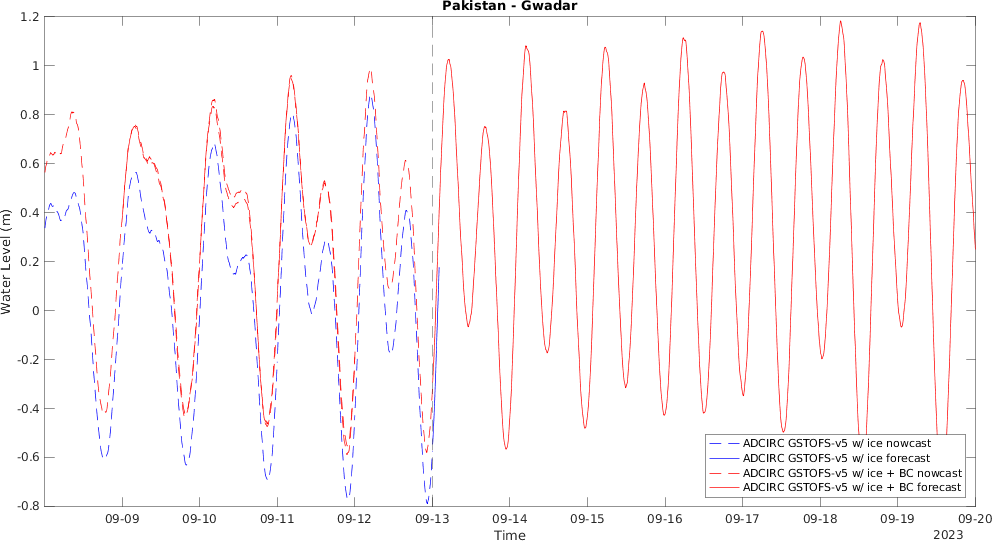 Pakistan - Gwadar
Water Level (m)
1.2
1
0.8
0.6
0.4
0.2
0
-0.2
-0.4
-0.6
-0.8
ADCIRC GSTOFS-v5 w/ ice nowcast
ADCIRC GSTOFS-v5 w/ ice forecast
ADCIRC GSTOFS-v5 w/ ice + BC nowcast
ADCIRC GSTOFS-v5 w/ ice + BC forecast
09-09 09-10 09-11 09-12 09-13 09-14 09-15 09-16 09-17 09-18 09-19 09-20
Time
2023